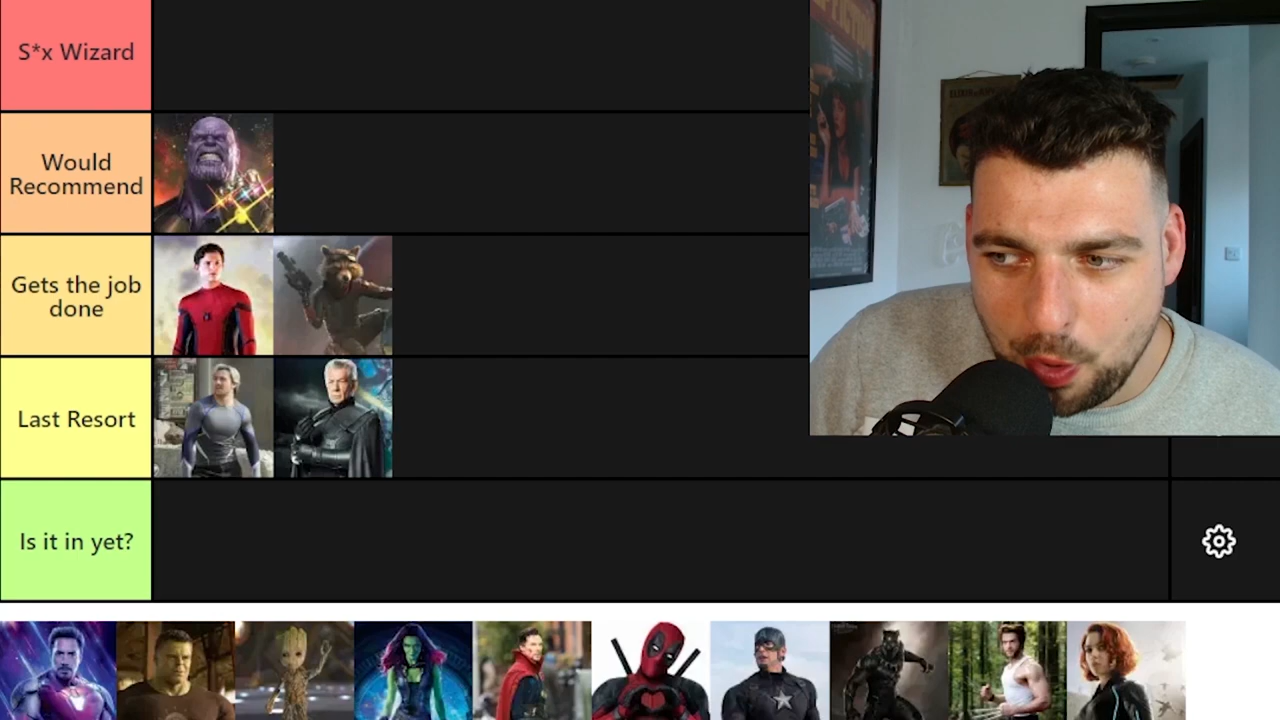 S*x Wizard
Would
Recommend
Gets the job
done
Last Resort
Is it in yet?